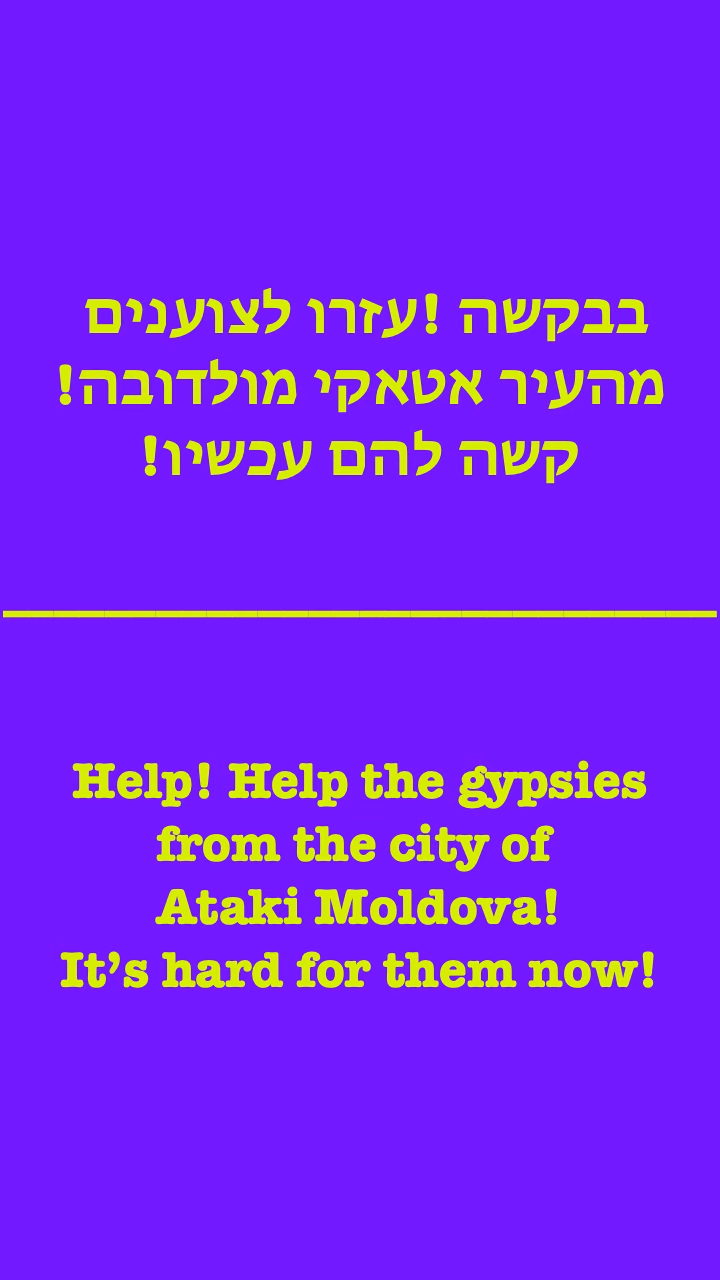 בבקשה !עזרו לצוענים
מהעיר אטאקי מולדובה!
קשה להם עכשיו!
Help! Help the gypsies
from the city of
Ataki Moldova!
It’s hard for them now!